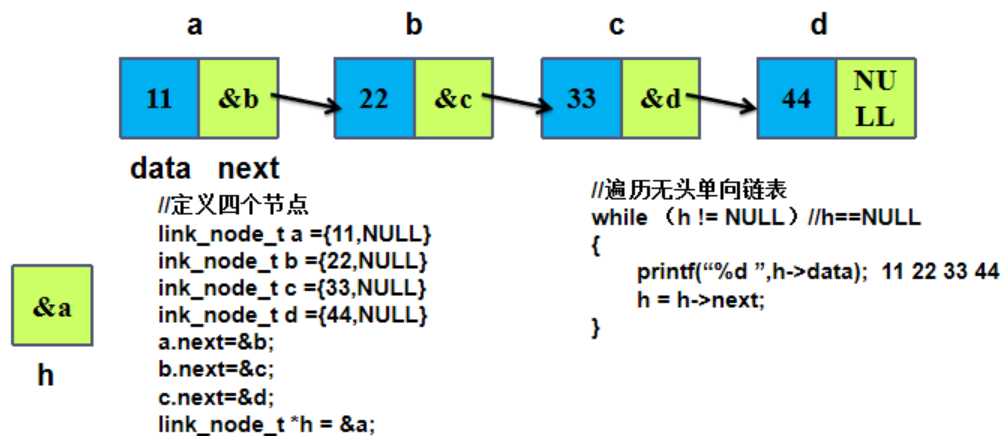 a b c d
11 &b 22 &c 33 &d 44 NU
LL
data next
//定义四个节点
link_node_t a ={11,NULL}
ink_node_t b ={22,NULL}
ink_node_t c ={33,NULL}
ink_node_t d ={44,NULL}
a.next=&b;
b.next=&c;
c.next=&d;
link_node_t *h = &a;
&a
h
//遍历无头单向链表
while （h != NULL）//h==NULL
{
printf(“%d ”,h->data); 11 22 33 44
h = h->next;
}